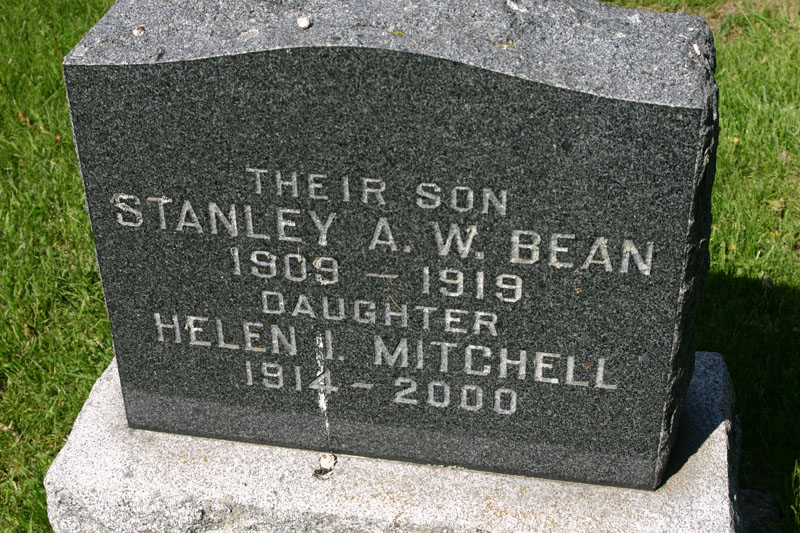 THEIR SON
STANLEY A. W. BEAN
1909 — 1919
DAUGHTER
HELEN I. MITCHELL
1914 — 2000